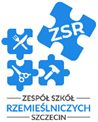 ZSR
ZESPÓŁ SZKÓŁ
RZEMIEŚLNICZYCH
SZCZECIN